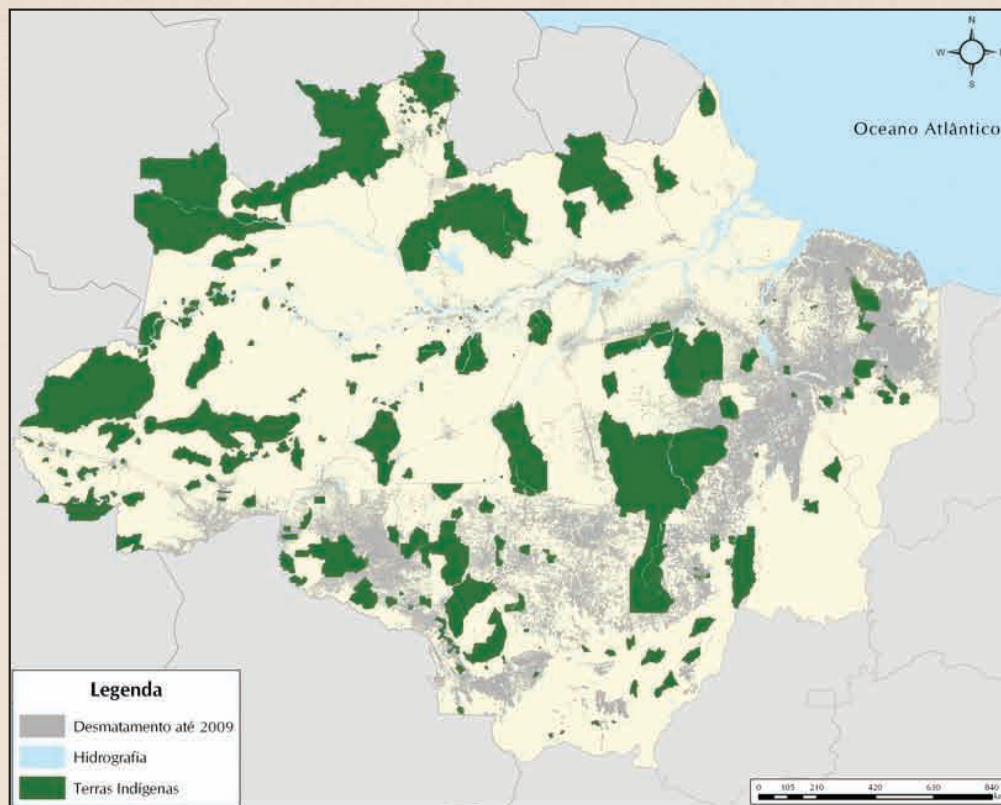 N
W
S
Oceano Atlântico
Legenda
Desmatamento até 2009
Hidrografia
Terras Indígenas
0 105 210 420 630 840